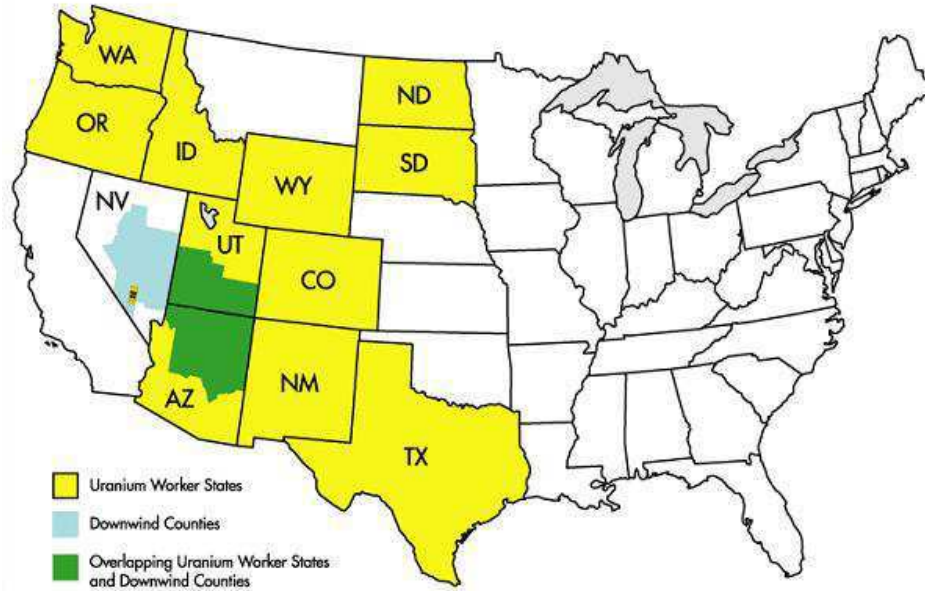 WA
ND
OR
ID
SD
WY
NV
UT
CO
AZ
NM
TX
Uranium Worker States
Downwind Counties
Overlapping Uranium Worker States
and Downwind Counties